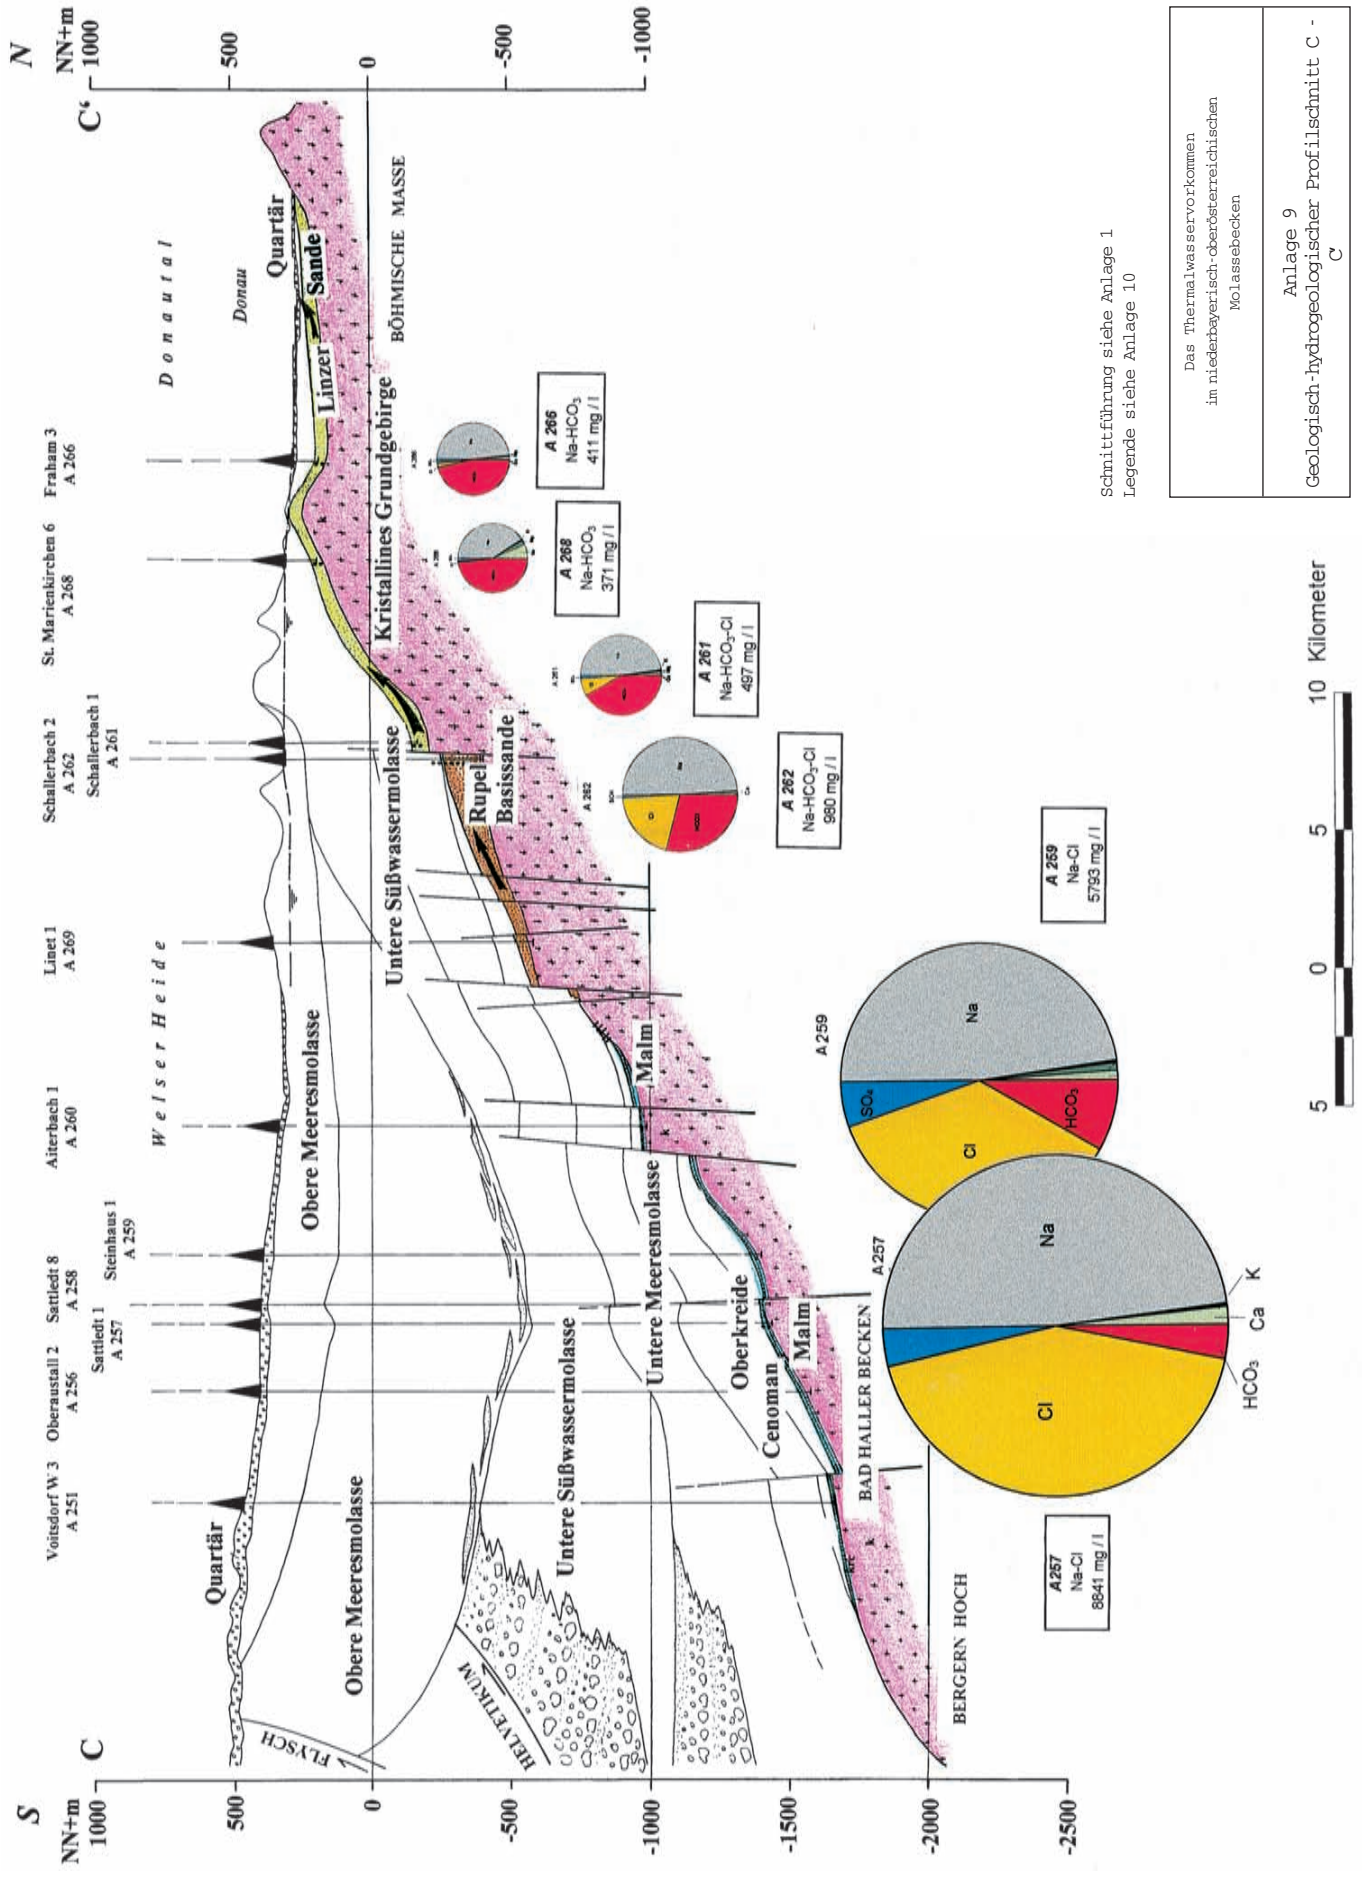 S
N
NN+m
1000
500
0
-500
-1000
-1500
-2000
-2500
NN+m
1000
500
0
-500
-1000
C
C'
Voitsdorf W 3
A 251
Oberaustall 2
A 256
Sattledt 1
A 257
Sattledt 8
A 258
Steinhaus 1
A 259
Aiterbach 1
A 260
Linet 1
A 269
Schallerbach 2
A 262
Schallerbach 1
A 261
St. Marienkirchen 6
A 268
Fraham 3
A 266
Welser Heide
Donautal
Donau
Quartär
Quartär
FLYSCH
HELVETIKUM
Obere Meeresmolasse
Obere Meeresmolasse
Untere Süßwassermolasse
Untere Süßwassermolasse
Untere Meeresmolasse
Oberkreide
Cenoman
Malm
Malm
Rupel
Basissande
Linzer
Sande
Kristallines Grundgebirge
BÖHMISCHE MASSE
BAD HALLER BECKEN
BERGERN HOCH
k
k
k
A257
Na
Cl
K
Ca
HCO₃
A 257
Na-Cl
8841 mg / l
A259
Na
SO₄
Cl
HCO₃
A 259
Na-Cl
5793 mg / l
A 262
Cl
HCO3
A 262
Na-HCO₃-Cl
980 mg / l
A 261
A 261
Na-HCO₃-Cl
497 mg / l
A 268
Na-HCO₃
371 mg / l
A 266
Na-HCO₃
411 mg / l
5
0
5
10 Kilometer
Schnittführung siehe Anlage 1
Legende siehe Anlage 10
Das Thermalwasservorkommen
im niederbayerisch-oberösterreichischen
Molassebecken
Anlage 9
Geologisch-hydrogeologischer Profilschnitt C -
C'